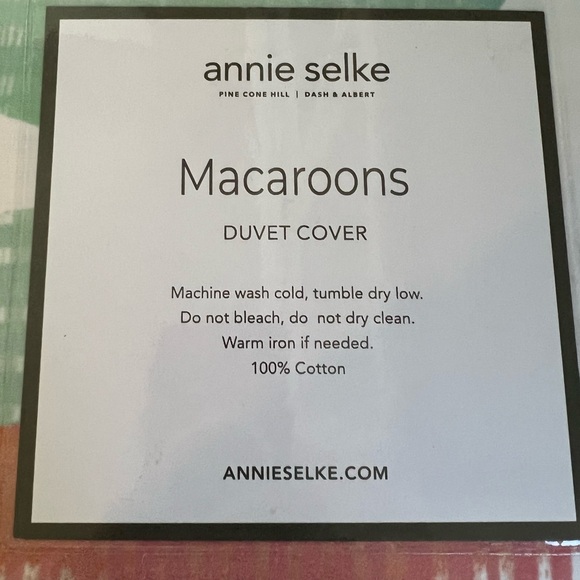 annie selke
PINE CONE HILL | DASH & ALBERT
Macaroons
DUVET COVER
Machine wash cold, tumble dry low.
Do not bleach, do  not dry clean.
Warm iron if needed.
100% Cotton
ANNIESELKE.COM